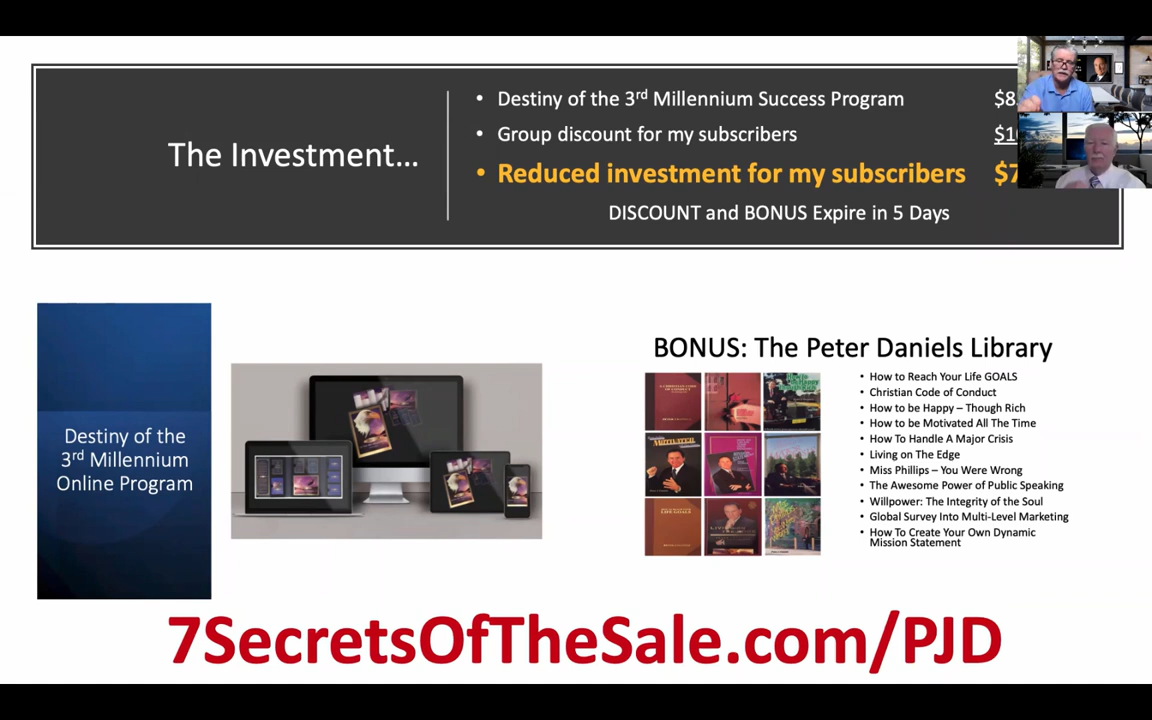 The Investment...
• Destiny of the 3rd Millennium Success Program $8
• Group discount for my subscribers $1
• Reduced investment for my subscribers $7
DISCOUNT and BONUS Expire in 5 Days
Destiny of the
3rd Millennium
Online Program
BONUS: The Peter Daniels Library
• How to Reach Your Life GOALS
• Christian Code of Conduct
• How to be Happy – Though Rich
• How to be Motivated All The Time
• How To Handle A Major Crisis
• Living on The Edge
• Miss Phillips – You Were Wrong
• The Awesome Power of Public Speaking
• Willpower: The Integrity of the Soul
• Global Survey Into Multi-Level Marketing
• How To Create Your Own Dynamic
Mission Statement
7SecretsOfTheSale.com/PJD